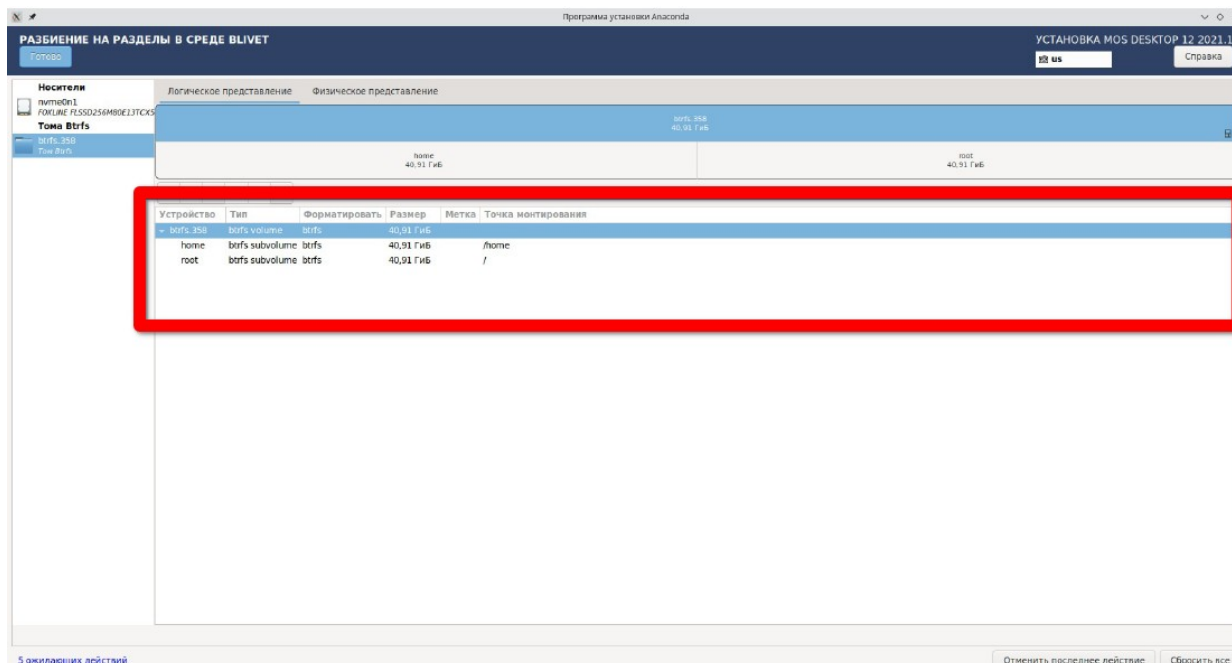 Программа установки Anaconda
РАЗБИЕНИЕ НА РАЗДЕЛЫ В СРЕДЕ BLIVET
УСТАНОВКА MOS DESKTOP 12 2021.1
Готово
us
Справка
Носители
nvme0n1
FOXLINE FLSSD256M80E13TCX5
Тома Btrfs
btrfs.358
Том Btrfs
Логическое представление Физическое представление
btrfs.358
40,91 ГиБ
home
40,91 ГиБ
root
40,91 ГиБ
Устройство Тип Форматировать Размер Метка Точка монтирования
btrfs.358 btrfs volume btrfs 40,91 ГиБ
home btrfs subvolume btrfs 40,91 ГиБ /home
root btrfs subvolume btrfs 40,91 ГиБ /
5 ожидающих действий
Отменить последнее действие
Сбросить все